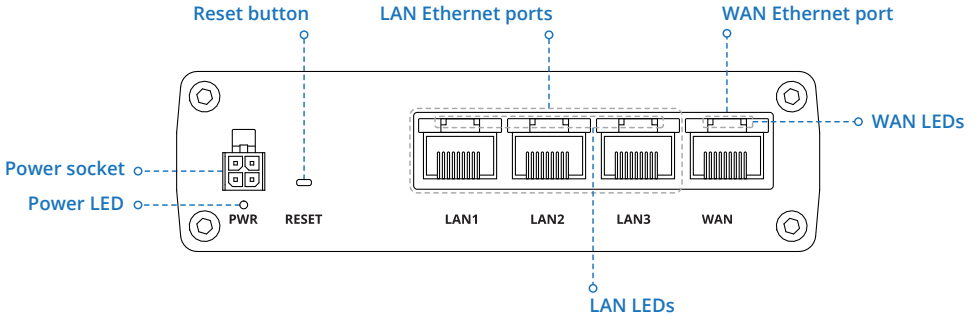 Reset button
LAN Ethernet ports
WAN Ethernet port
WAN LEDs
Power socket
Power LED
PWR
RESET
LAN1
LAN2
LAN3
WAN
LAN LEDs